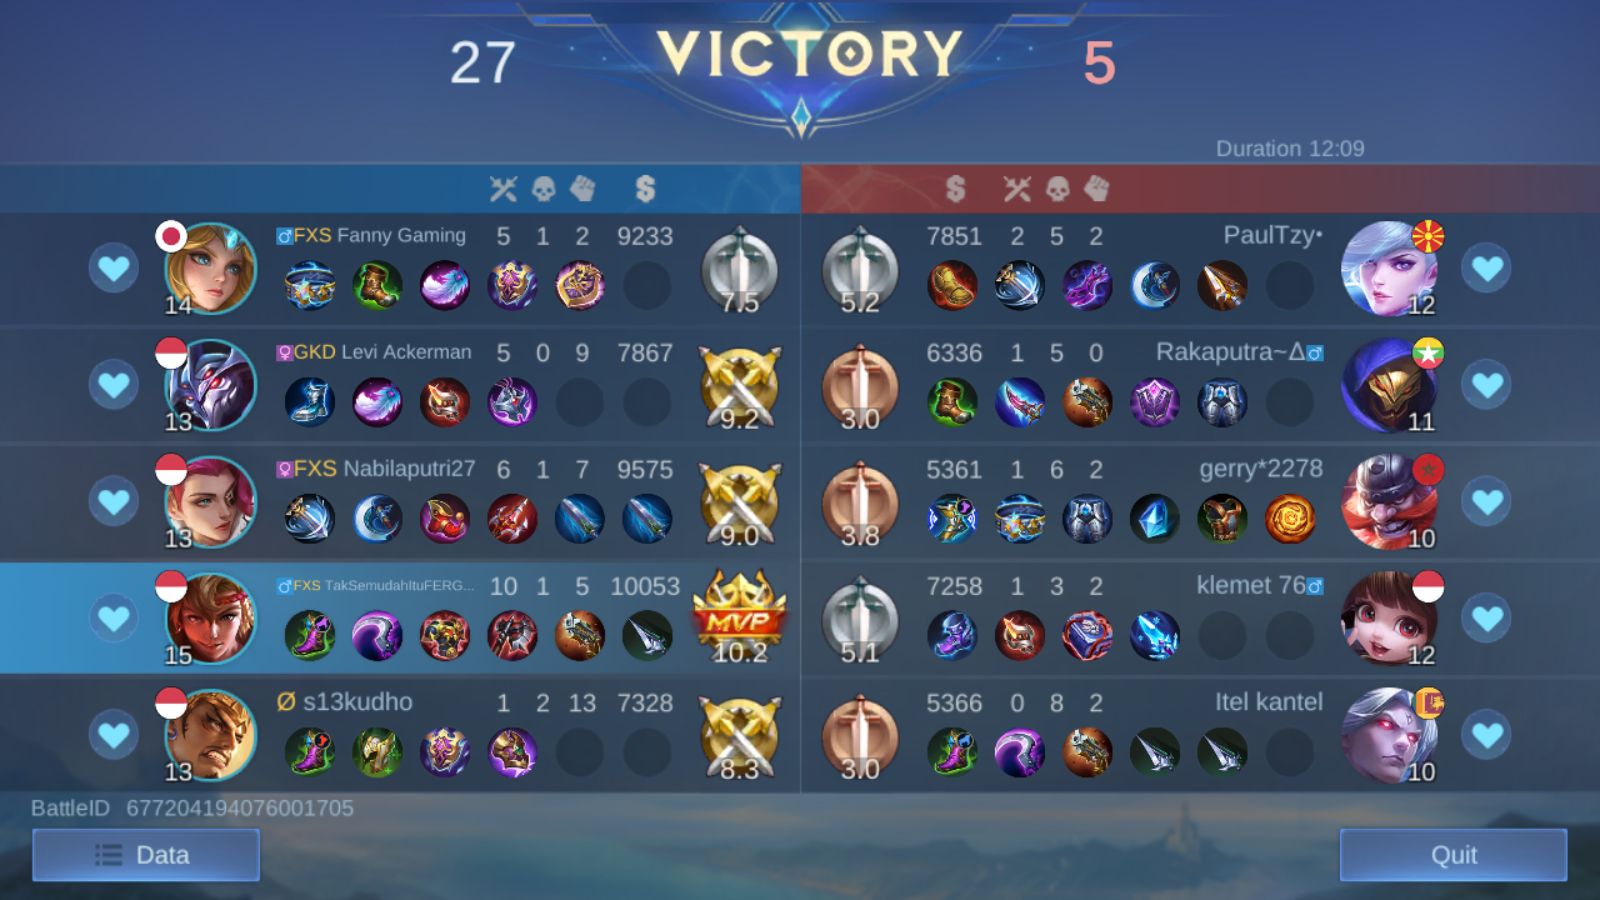 27 VICTORY 5
Duration 12:09
♂FXS Fanny Gaming 5 1 2 9233 7.5
14
5.2 7851 2 5 2 PaulTzy•
12
♀GKD Levi Ackerman 5 0 9 7867 9.2
13
3.0 6336 1 5 0 Rakaputra~Δ♂
11
♀FXS Nabilaputri27 6 1 7 9575 9.0
13
3.8 5361 1 6 2 gerry*2278
10
♂FXS TakSemudahItuFERG... 10 1 5 10053 MVP 10.2
15
5.1 7258 1 3 2 klemet 76♂
12
Ø s13kudho 1 2 13 7328 8.3
13
3.0 5366 0 8 2 Itel kantel
10
BattleID 677204194076001705
Data
Quit